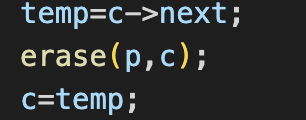 temp=c->next;
erase(p,c);
c=temp;